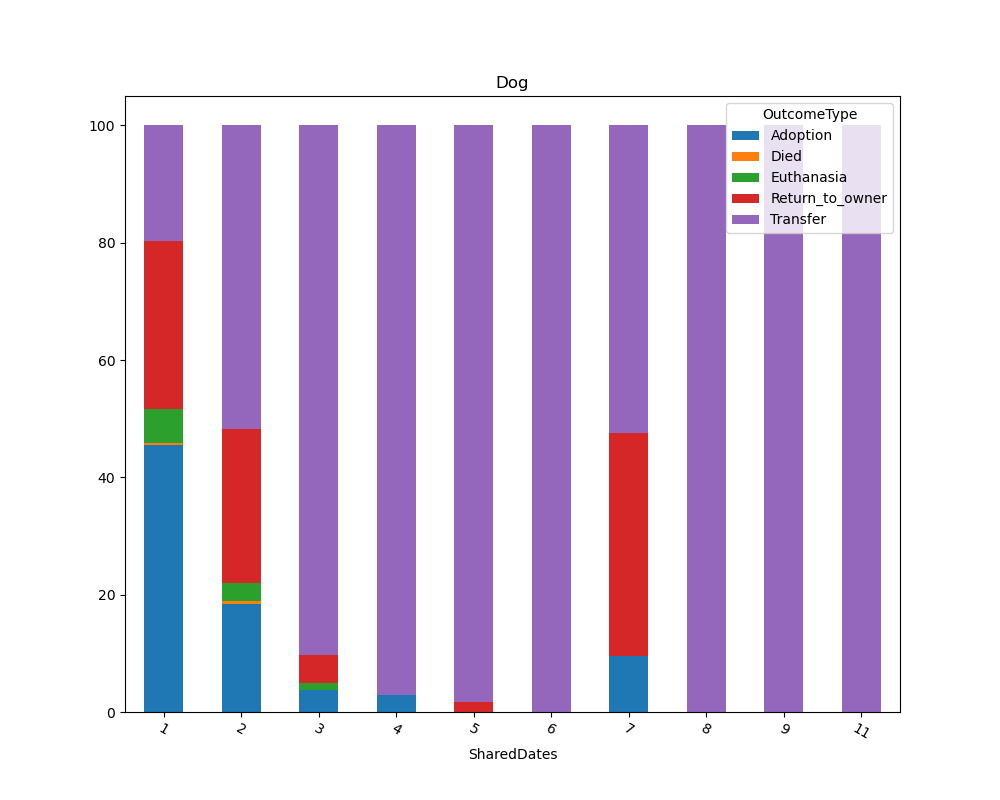 Dog
OutcomeType
Adoption
Died
Euthanasia
Return_to_owner
Transfer
100
80
60
40
20
0
1 2 3 4 5 6 7 8 9 11
SharedDates